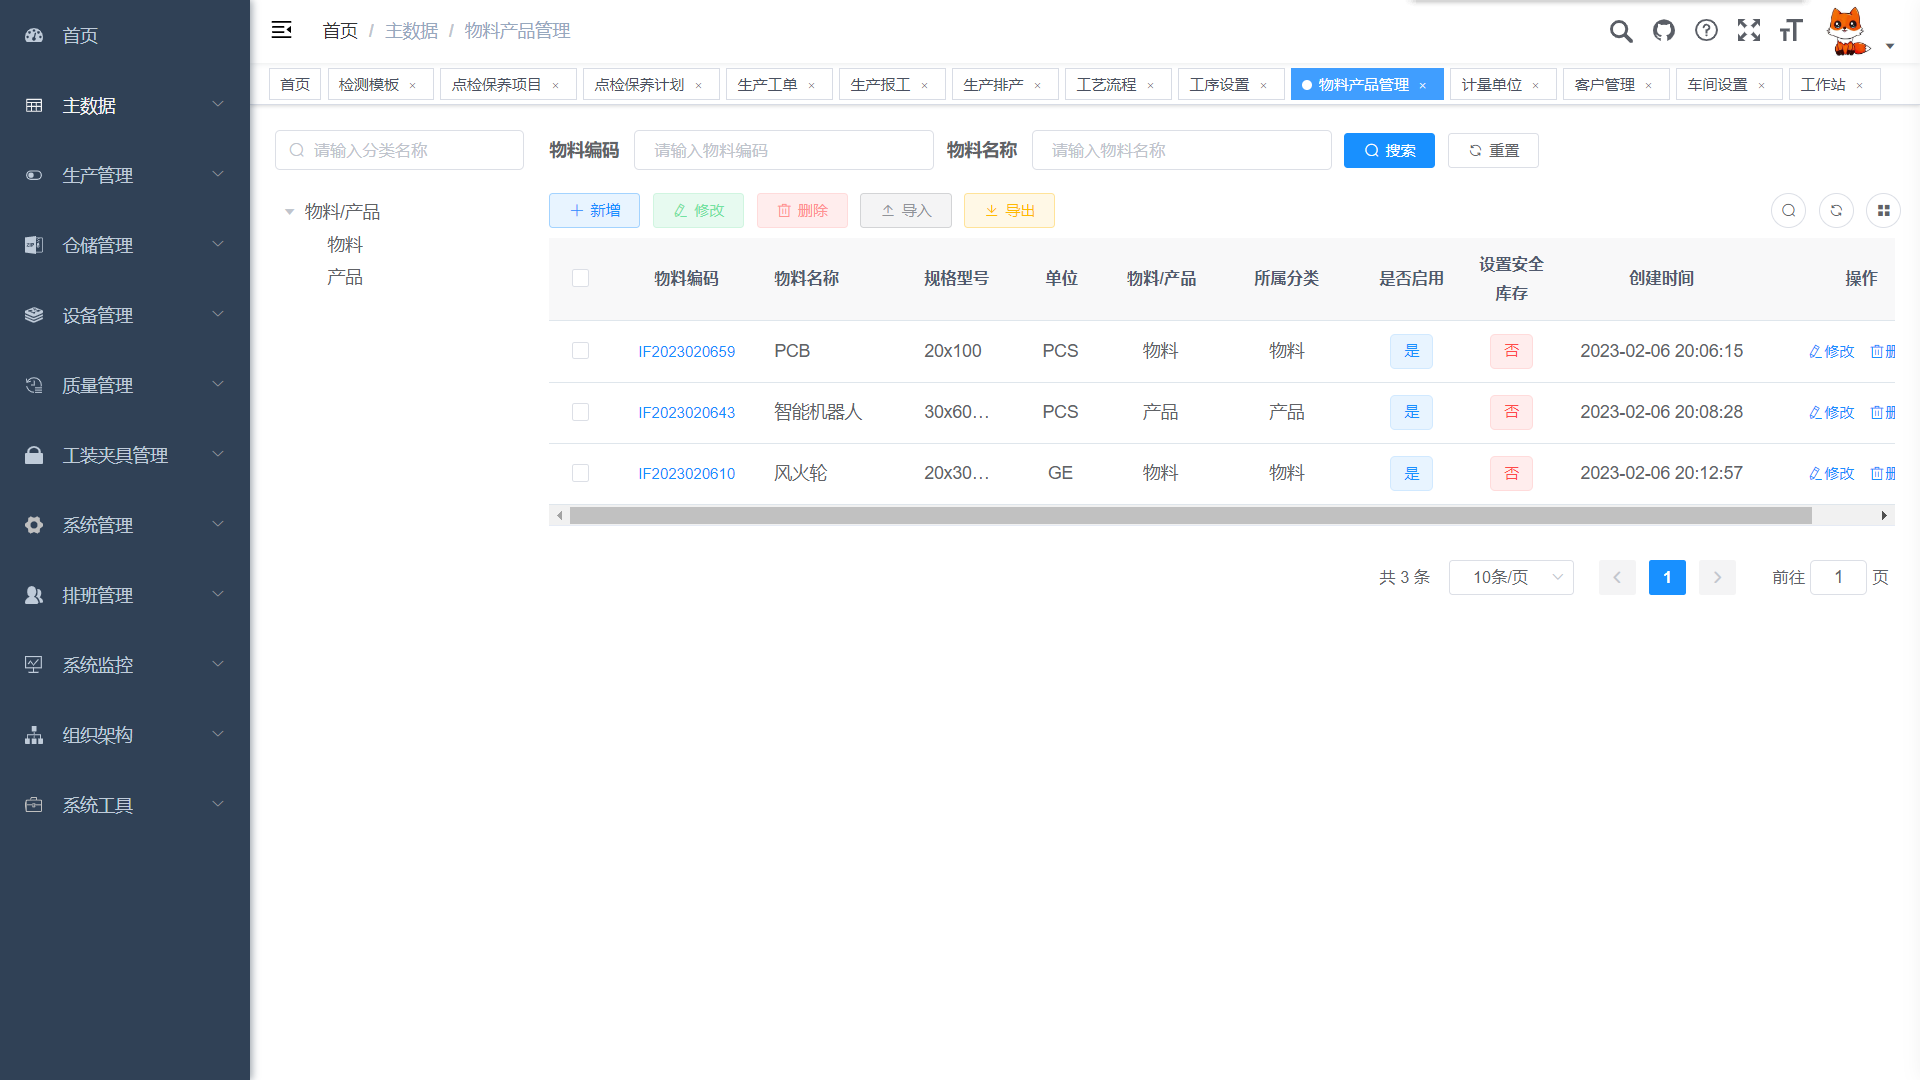 首页
主数据
生产管理
仓储管理
设备管理
质量管理
工装夹具管理
系统管理
排班管理
系统监控
组织架构
系统工具
首页 / 主数据 / 物料产品管理
首页 检测模板 × 点检保养项目 × 点检保养计划 × 生产工单 × 生产报工 × 生产排产 × 工艺流程 × 工序设置 × 物料产品管理 × 计量单位 × 客户管理 × 车间设置 × 工作站 ×
请输入分类名称
物料/产品
物料
产品
物料编码 请输入物料编码 物料名称 请输入物料名称 搜索 重置
新增 修改 删除 导入 导出
物料编码 物料名称 规格型号 单位 物料/产品 所属分类 是否启用 设置安全库存 创建时间 操作
IF2023020659 PCB 20x100 PCS 物料 物料 是 否 2023-02-06 20:06:15 修改 删
IF2023020643 智能机器人 30x60... PCS 产品 产品 是 否 2023-02-06 20:08:28 修改 删
IF2023020610 风火轮 20x30... GE 物料 物料 是 否 2023-02-06 20:12:57 修改 删
共 3 条 10条/页 1 前往 1 页